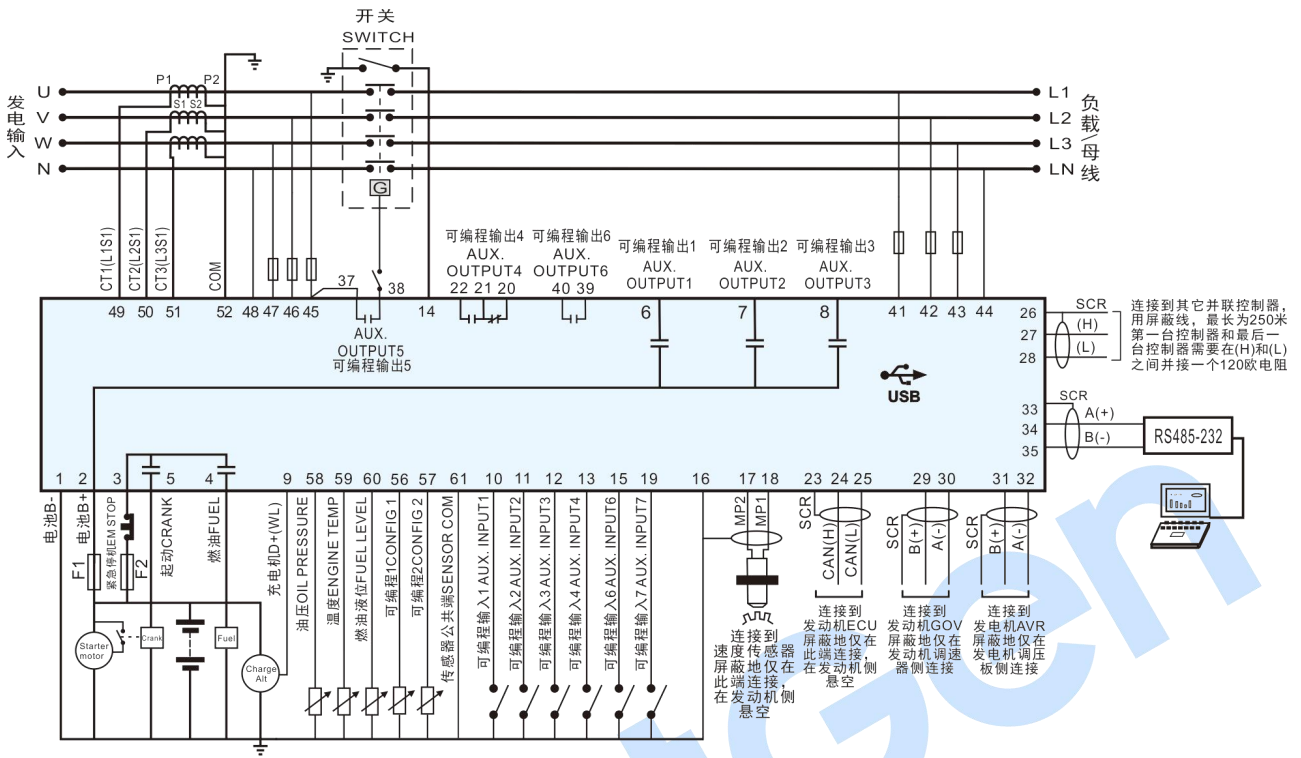 开关
SWITCH
发电输入
U
V
W
N
P1 P2
S1 S2
L1
L2
L3
LN
负载/母线
G
CT1(L1S1)
CT2(L2S1)
CT3(L3S1)
COM
37
38
可编程输出4
AUX.
OUTPUT4
22 21 20
可编程输出6
AUX.
OUTPUT6
40 39
可编程输出1
AUX.
OUTPUT1
可编程输出2
AUX.
OUTPUT2
可编程输出3
AUX.
OUTPUT3
49 50 51 52 48 47 46 45
14
6
7
8
41 42 43 44
AUX.
OUTPUT5
可编程输出5
USB
26
27
28
SCR
(H)
(L)
连接到其它并联控制器,
用屏蔽线，最长为250米
第一台控制器和最后一
台控制器需要在(H)和(L)
之间并接一个120欧电阻
33
34
35
SCR
A(+)
B(-)
RS485-232
1 2 3 5 4 9 58 59 60 56 57 61 10 11 12 13 15 19 16 17 18 23 24 25 29 30 31 32
电池B-
电池B+
F1
紧急停机EM.STOP
F2
起动CRANK
燃油FUEL
充电机D+(WL)
油压OIL PRESSURE
温度ENGINE TEMP
燃油液位FUEL LEVEL
可编程1CONFIG 1
可编程2CONFIG 2
传感器公共端SENSOR COM
可编程输入1 AUX. INPUT1
可编程输入2 AUX. INPUT2
可编程输入3 AUX. INPUT3
可编程输入4 AUX. INPUT4
可编程输入6 AUX. INPUT6
可编程输入7 AUX. INPUT7
MP2
MP1
SCR
CAN(H)
CAN(L)
SCR
B(+)
A(-)
SCR
B(+)
A(-)
Starter
motor
Crank
Fuel
Charge
Alt
连接到
速度传感器
屏蔽地仅在
此端连接，
在发动机侧
悬空
连接到
发动机ECU
屏蔽地仅在
此端连接，
在发动机侧
悬空
连接到
发动机GOV
屏蔽地仅在
发动机调速
器侧连接
连接到
发电机AVR
屏蔽地仅在
发电机调压
板侧连接